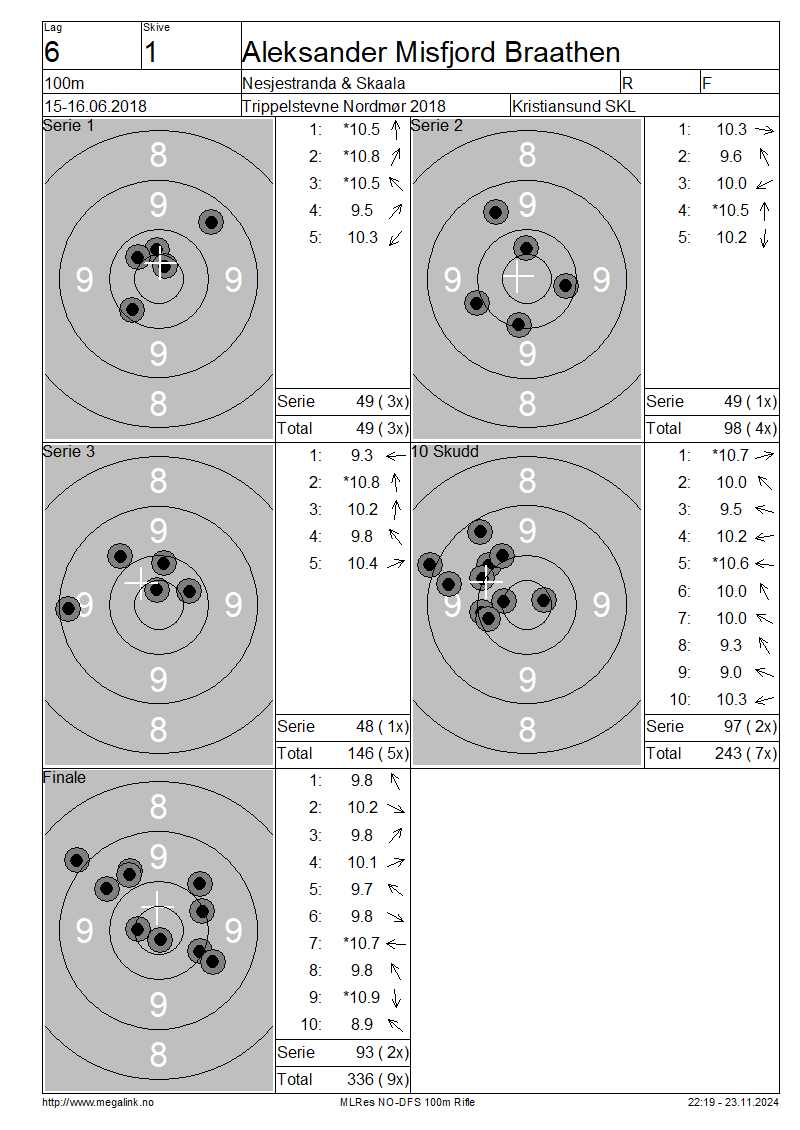 Lag
Skive
6
1
Aleksander Misfjord Braathen
100m
Nesjestranda & Skaala
R
F
15-16.06.2018
Trippelstevne Nordmør 2018
Kristiansund SKL
Serie 1
8
9
9 9
9
8
1: *10.5
2: *10.8
3: *10.5
4: 9.5
5: 10.3
Serie 49 ( 3x)
Total 49 ( 3x)
Serie 2
8
9
9 9
9
8
1: 10.3
2: 9.6
3: 10.0
4: *10.5
5: 10.2
Serie 49 ( 1x)
Total 98 ( 4x)
Serie 3
8
9
9 9
9
8
1: 9.3
2: *10.8
3: 10.2
4: 9.8
5: 10.4
Serie 48 ( 1x)
Total 146 ( 5x)
10 Skudd
8
9
9 9
9
8
1: *10.7
2: 10.0
3: 9.5
4: 10.2
5: *10.6
6: 10.0
7: 10.0
8: 9.3
9: 9.0
10: 10.3
Serie 97 ( 2x)
Total 243 ( 7x)
Finale
8
9
9 9
9
8
1: 9.8
2: 10.2
3: 9.8
4: 10.1
5: 9.7
6: 9.8
7: *10.7
8: 9.8
9: *10.9
10: 8.9
Serie 93 ( 2x)
Total 336 ( 9x)
http://www.megalink.no
MLRes NO-DFS 100m Rifle
22:19 - 23.11.2024